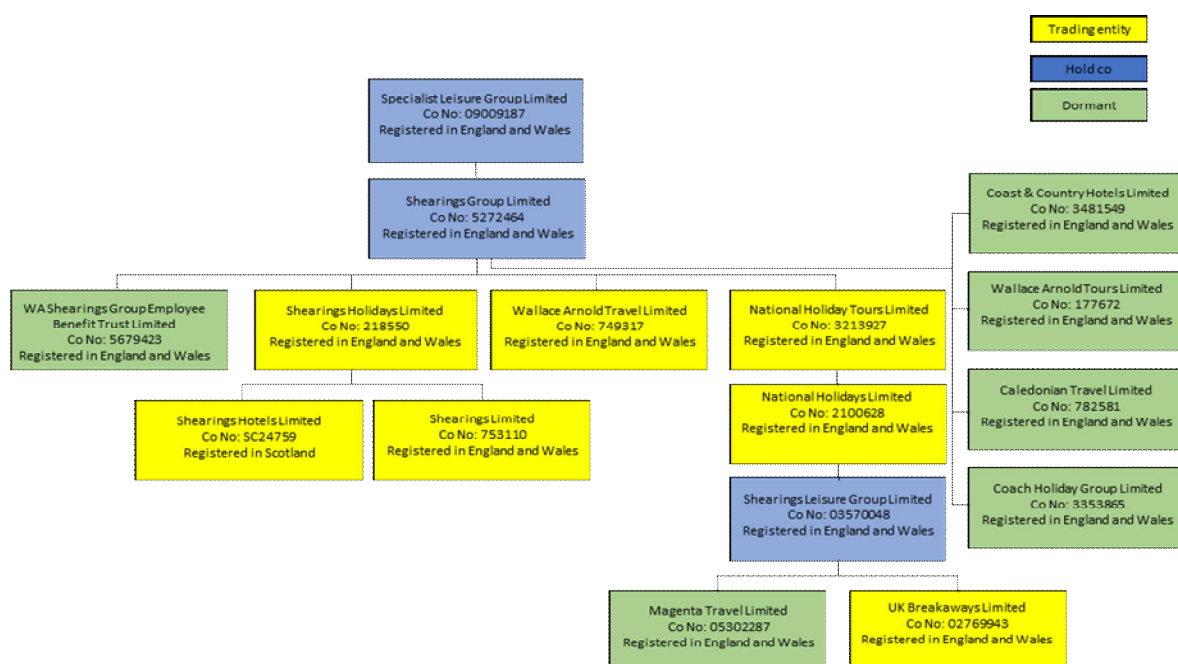 Trading entity
Hold co
Dormant
Specialist Leisure Group Limited
Co No: 09009187
Registered in England and Wales
Shearings Group Limited
Co No: 5272464
Registered in England and Wales
Coast & Country Hotels Limited
Co No: 3481549
Registered in England and Wales
WA Shearings Group Employee
Benefit Trust Limited
Co No: 5679423
Registered in England and Wales
Shearings Holidays Limited
Co No: 218550
Registered in England and Wales
Wallace Arnold Travel Limited
Co No: 749317
Registered in England and Wales
National Holiday Tours Limited
Co No: 3213927
Registered in England and Wales
Wallace Arnold Tours Limited
Co No: 177672
Registered in England and Wales
Shearings Hotels Limited
Co No: SC24759
Registered in Scotland
Shearings Limited
Co No: 753110
Registered in England and Wales
National Holidays Limited
Co No: 2100628
Registered in England and Wales
Caledonian Travel Limited
Co No: 782581
Registered in England and Wales
Shearings Leisure Group Limited
Co No: 03570048
Registered in England and Wales
Coach Holiday Group Limited
Co No: 3353865
Registered in England and Wales
Magenta Travel Limited
Co No: 05302287
Registered in England and Wales
UK Breakaways Limited
Co No: 02769943
Registered in England and Wales